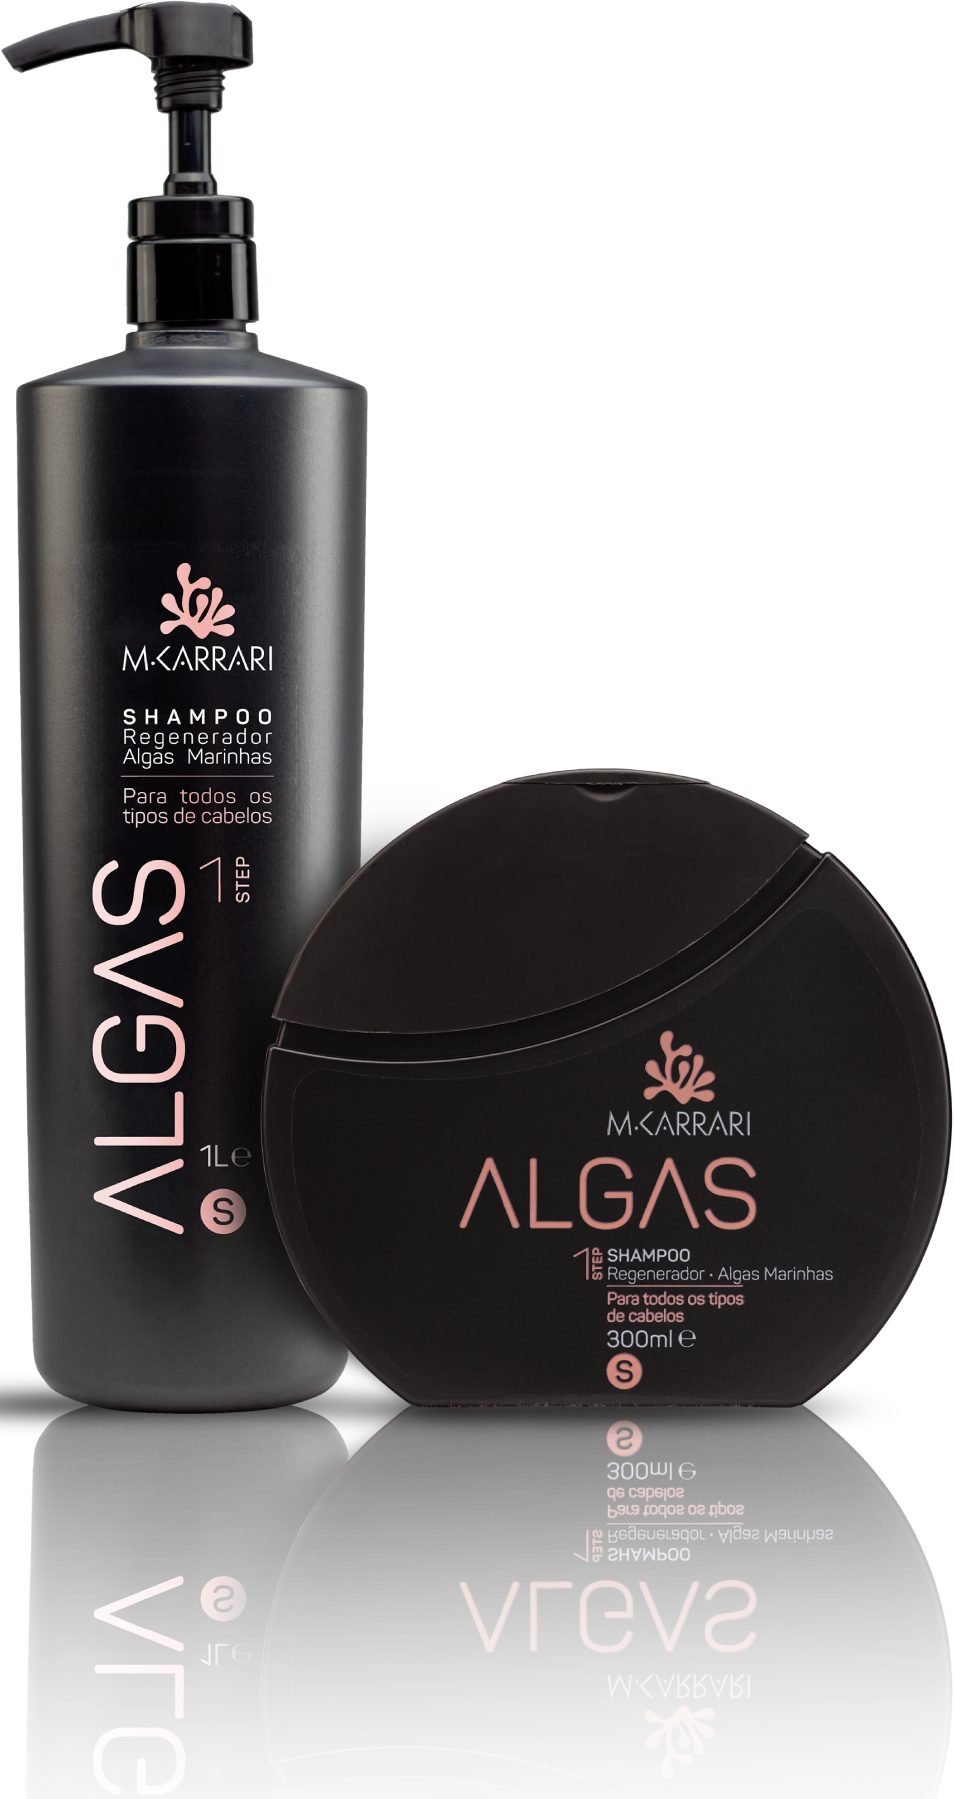 M·CARRARI
SHAMPOO
Regenerador
Algas Marinhas
Para todos os
tipos de cabelos
1 STEP
ALGAS
1L e
S
M·CARRARI
ALGAS
1 STEP
SHAMPOO
Regenerador · Algas Marinhas
Para todos os tipos
de cabelos
300ml e
S